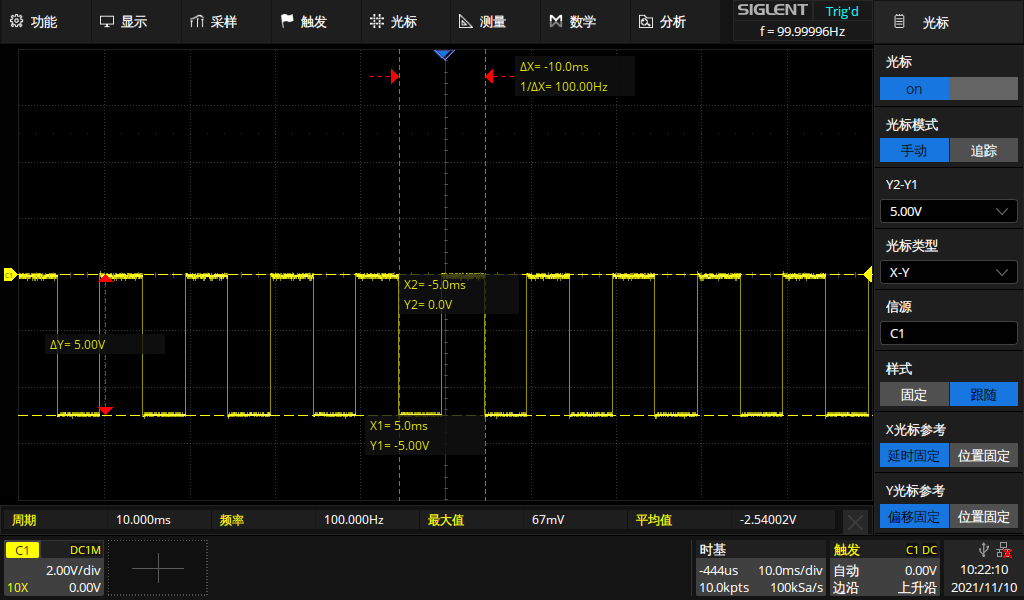 功能 显示 采样 触发 光标 测量 数学 分析
SIGLENT Trig'd
f = 99.99996Hz
光标
光标
on
光标模式
手动 追踪
Y2-Y1
5.00V
光标类型
X-Y
信源
C1
样式
固定 跟随
X光标参考
延时固定 位置固定
Y光标参考
偏移固定 位置固定
ΔX= -10.0ms
1/ΔX= 100.00Hz
C1
X2= -5.0ms
Y2= 0.0V
ΔY= 5.00V
X1= 5.0ms
Y1= -5.00V
周期 10.000ms 频率 100.000Hz 最大值 67mV 平均值 -2.54002V
C1 DC1M
2.00V/div
10X 0.00V
时基
-444us 10.0ms/div
10.0kpts 100kSa/s
触发 C1 DC
自动 0.00V
边沿 上升沿
10:22:10
2021/11/10